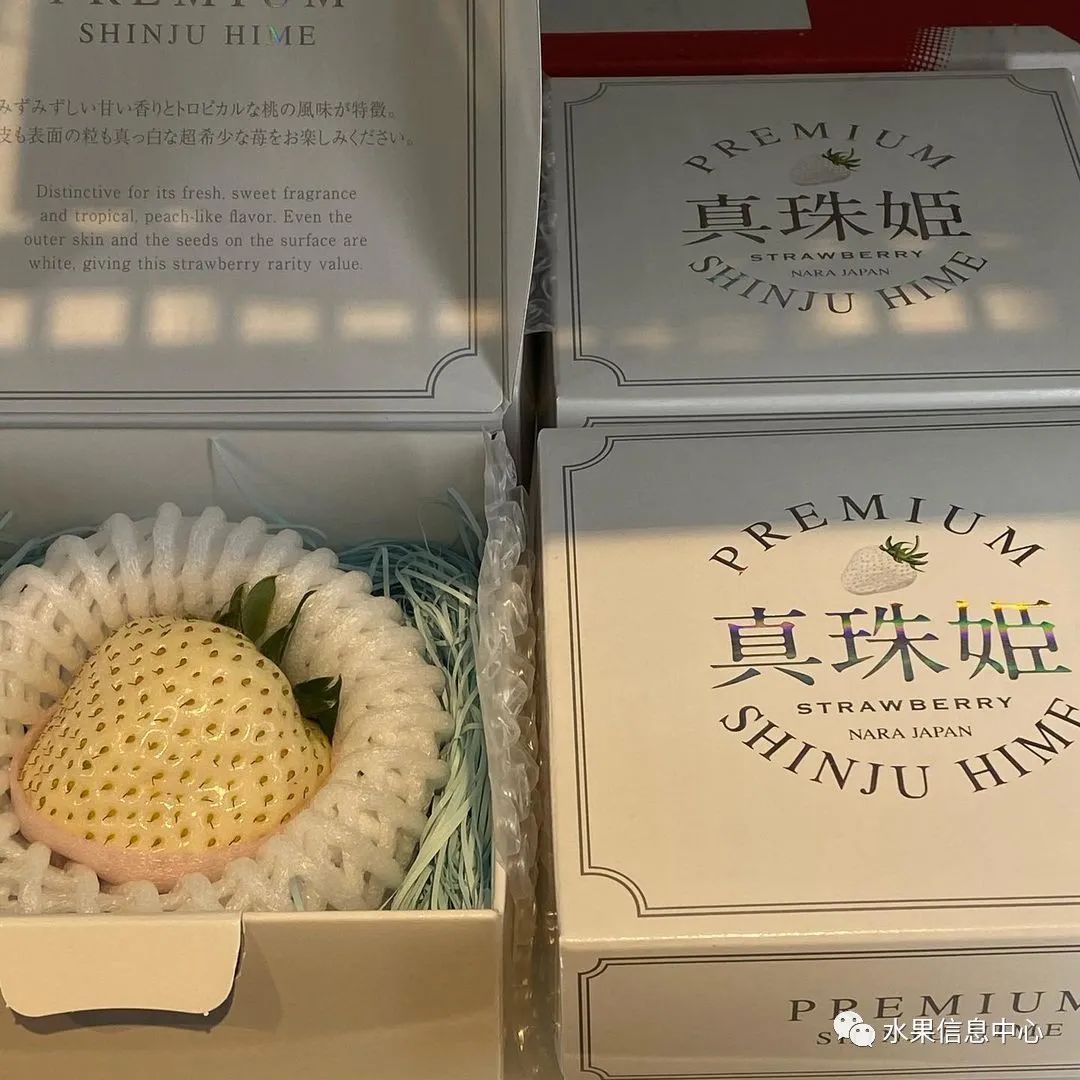 PREMIUM
SHINJU HIME
みずみずしい甘い香りとトロピカルな桃の風味が特徴。
皮も表面の粒も真っ白な超希少な苺をお楽しみください。
Distinctive for its fresh, sweet fragrance
and tropical, peach-like flavor. Even the
outer skin and the seeds on the surface are
white, giving this strawberry rarity value.
PREMIUM
真珠姫
STRAWBERRY
NARA JAPAN
SHINJU HIME
PREMIUM
真珠姫
STRAWBERRY
NARA JAPAN
SHINJU HIME
PREMIUM
HIME
水果信息中心